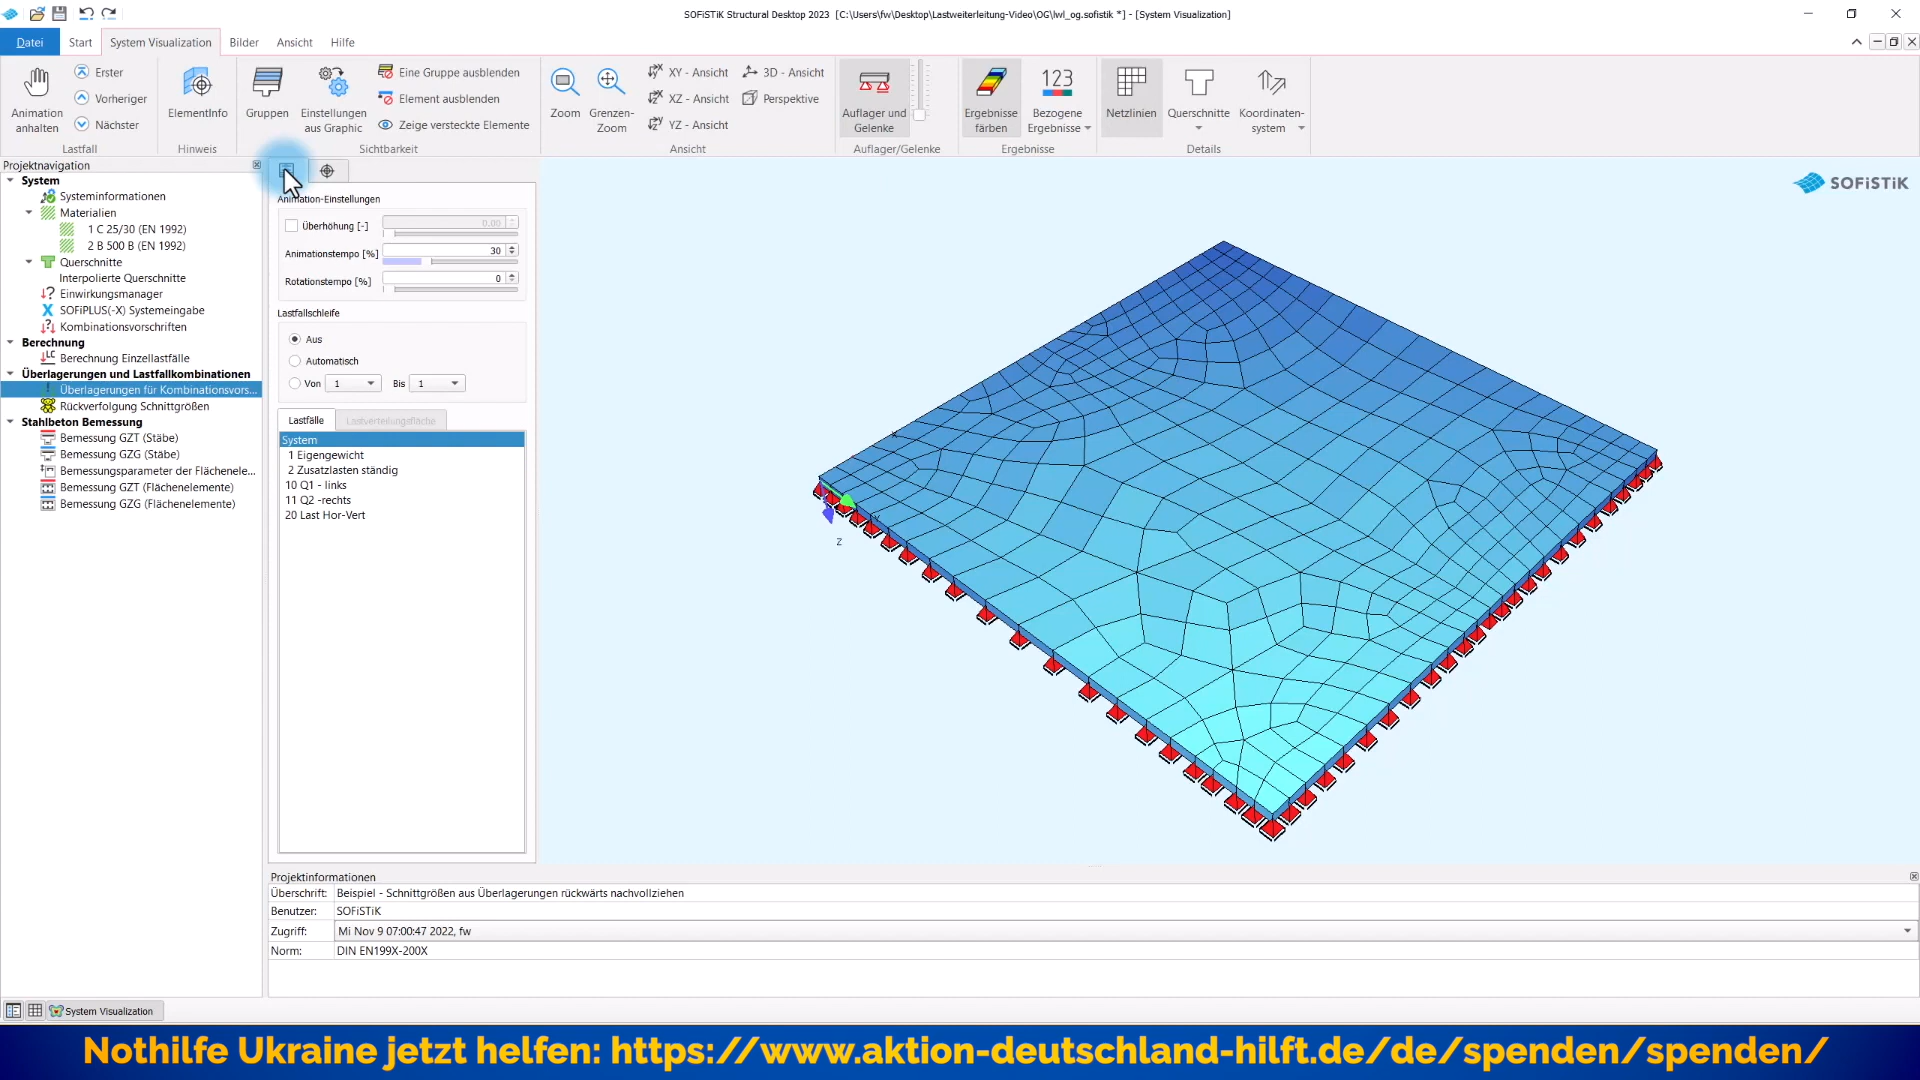 SOFiSTiK Structural Desktop 2023 [C:\Users\fw\Desktop\Lastweiterleitung-Video\OG\lwl_og.sofistik *] - [System Visualization]
Datei Start System Visualization Bilder Ansicht Hilfe
Animation anhalten
Erster
Vorheriger
Nächster
Lastfall
ElementInfo
Hinweis
Gruppen
Einstellungen aus Graphic
Eine Gruppe ausblenden
Element ausblenden
Zeige versteckte Elemente
Sichtbarkeit
Zoom
Grenzen-Zoom
XY - Ansicht
XZ - Ansicht
YZ - Ansicht
3D - Ansicht
Perspektive
Ansicht
Auflager und Gelenke
Auflager/Gelenke
Ergebnisse färben
123
Bezogene Ergebnisse
Ergebnisse
Netzlinien
Querschnitte
Koordinaten-system
Details
Projektnavigation
System
Systeminformationen
Materialien
1 C 25/30 (EN 1992)
2 B 500 B (EN 1992)
Querschnitte
Interpolierte Querschnitte
Einwirkungsmanager
SOFiPLUS(-X) Systemeingabe
Kombinationsvorschriften
Berechnung
Berechnung Einzellastfälle
Überlagerungen und Lastfallkombinationen
Überlagerungen für Kombinationsvors...
Rückverfolgung Schnittgrößen
Stahlbeton Bemessung
Bemessung GZT (Stäbe)
Bemessung GZG (Stäbe)
Bemessungsparameter der Flächenele...
Bemessung GZT (Flächenelemente)
Bemessung GZG (Flächenelemente)
Animation-Einstellungen
Überhöhung [-] 0.00
Animationstempo [%] 30
Rotationstempo [%] 0
Lastfallschleife
Aus
Automatisch
Von 1 Bis 1
Lastfälle Lastverteilungsfläche
System
1 Eigengewicht
2 Zusatzlasten ständig
10 Q1 - links
11 Q2 -rechts
20 Last Hor-Vert
SOFiSTiK
X
Y
Z
Projektinformationen
Überschrift: Beispiel - Schnittgrößen aus Überlagerungen rückwärts nachvollziehen
Benutzer: SOFiSTiK
Zugriff: Mi Nov 9 07:00:47 2022, fw
Norm: DIN EN199X-200X
System Visualization
Nothilfe Ukraine jetzt helfen: https://www.aktion-deutschland-hilft.de/de/spenden/spenden/